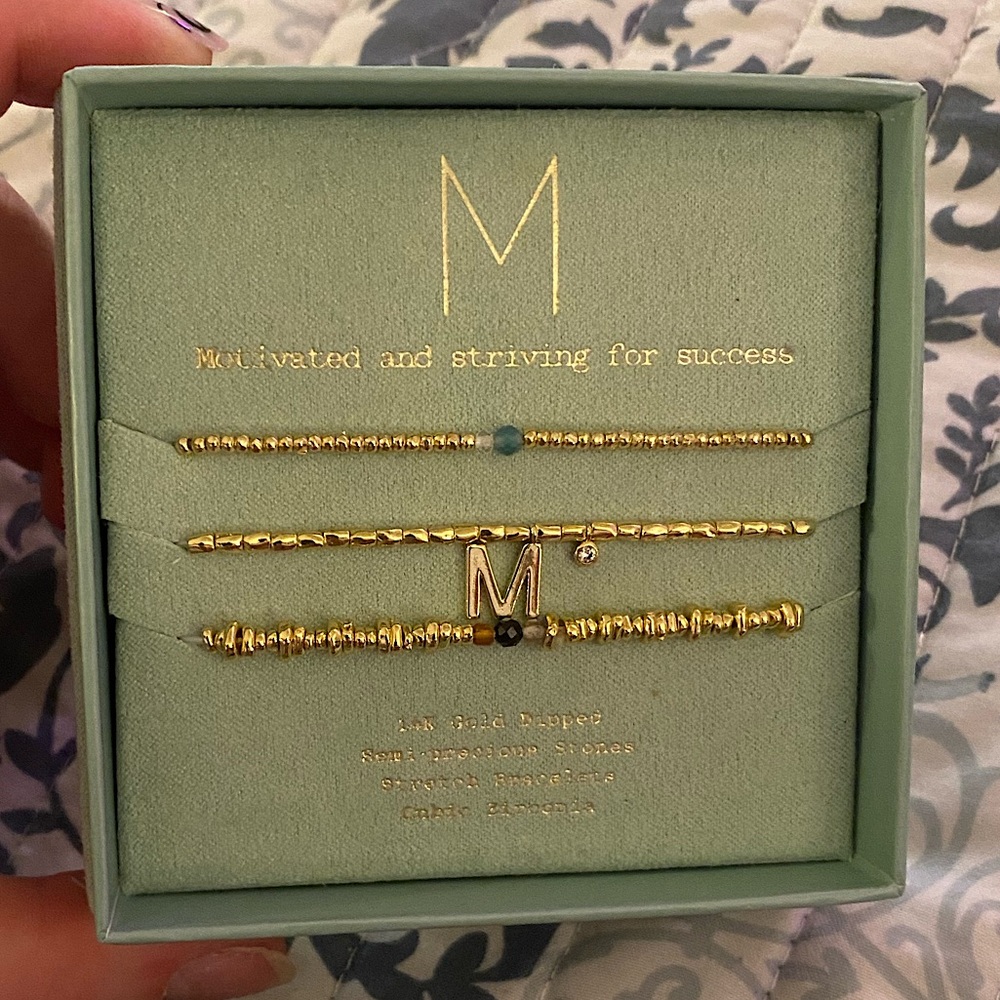 M
Motivated and striving for success
M
14K Gold Dipped
Semi-precious Stones
Stretch Bracelets
Cubic Zirconia